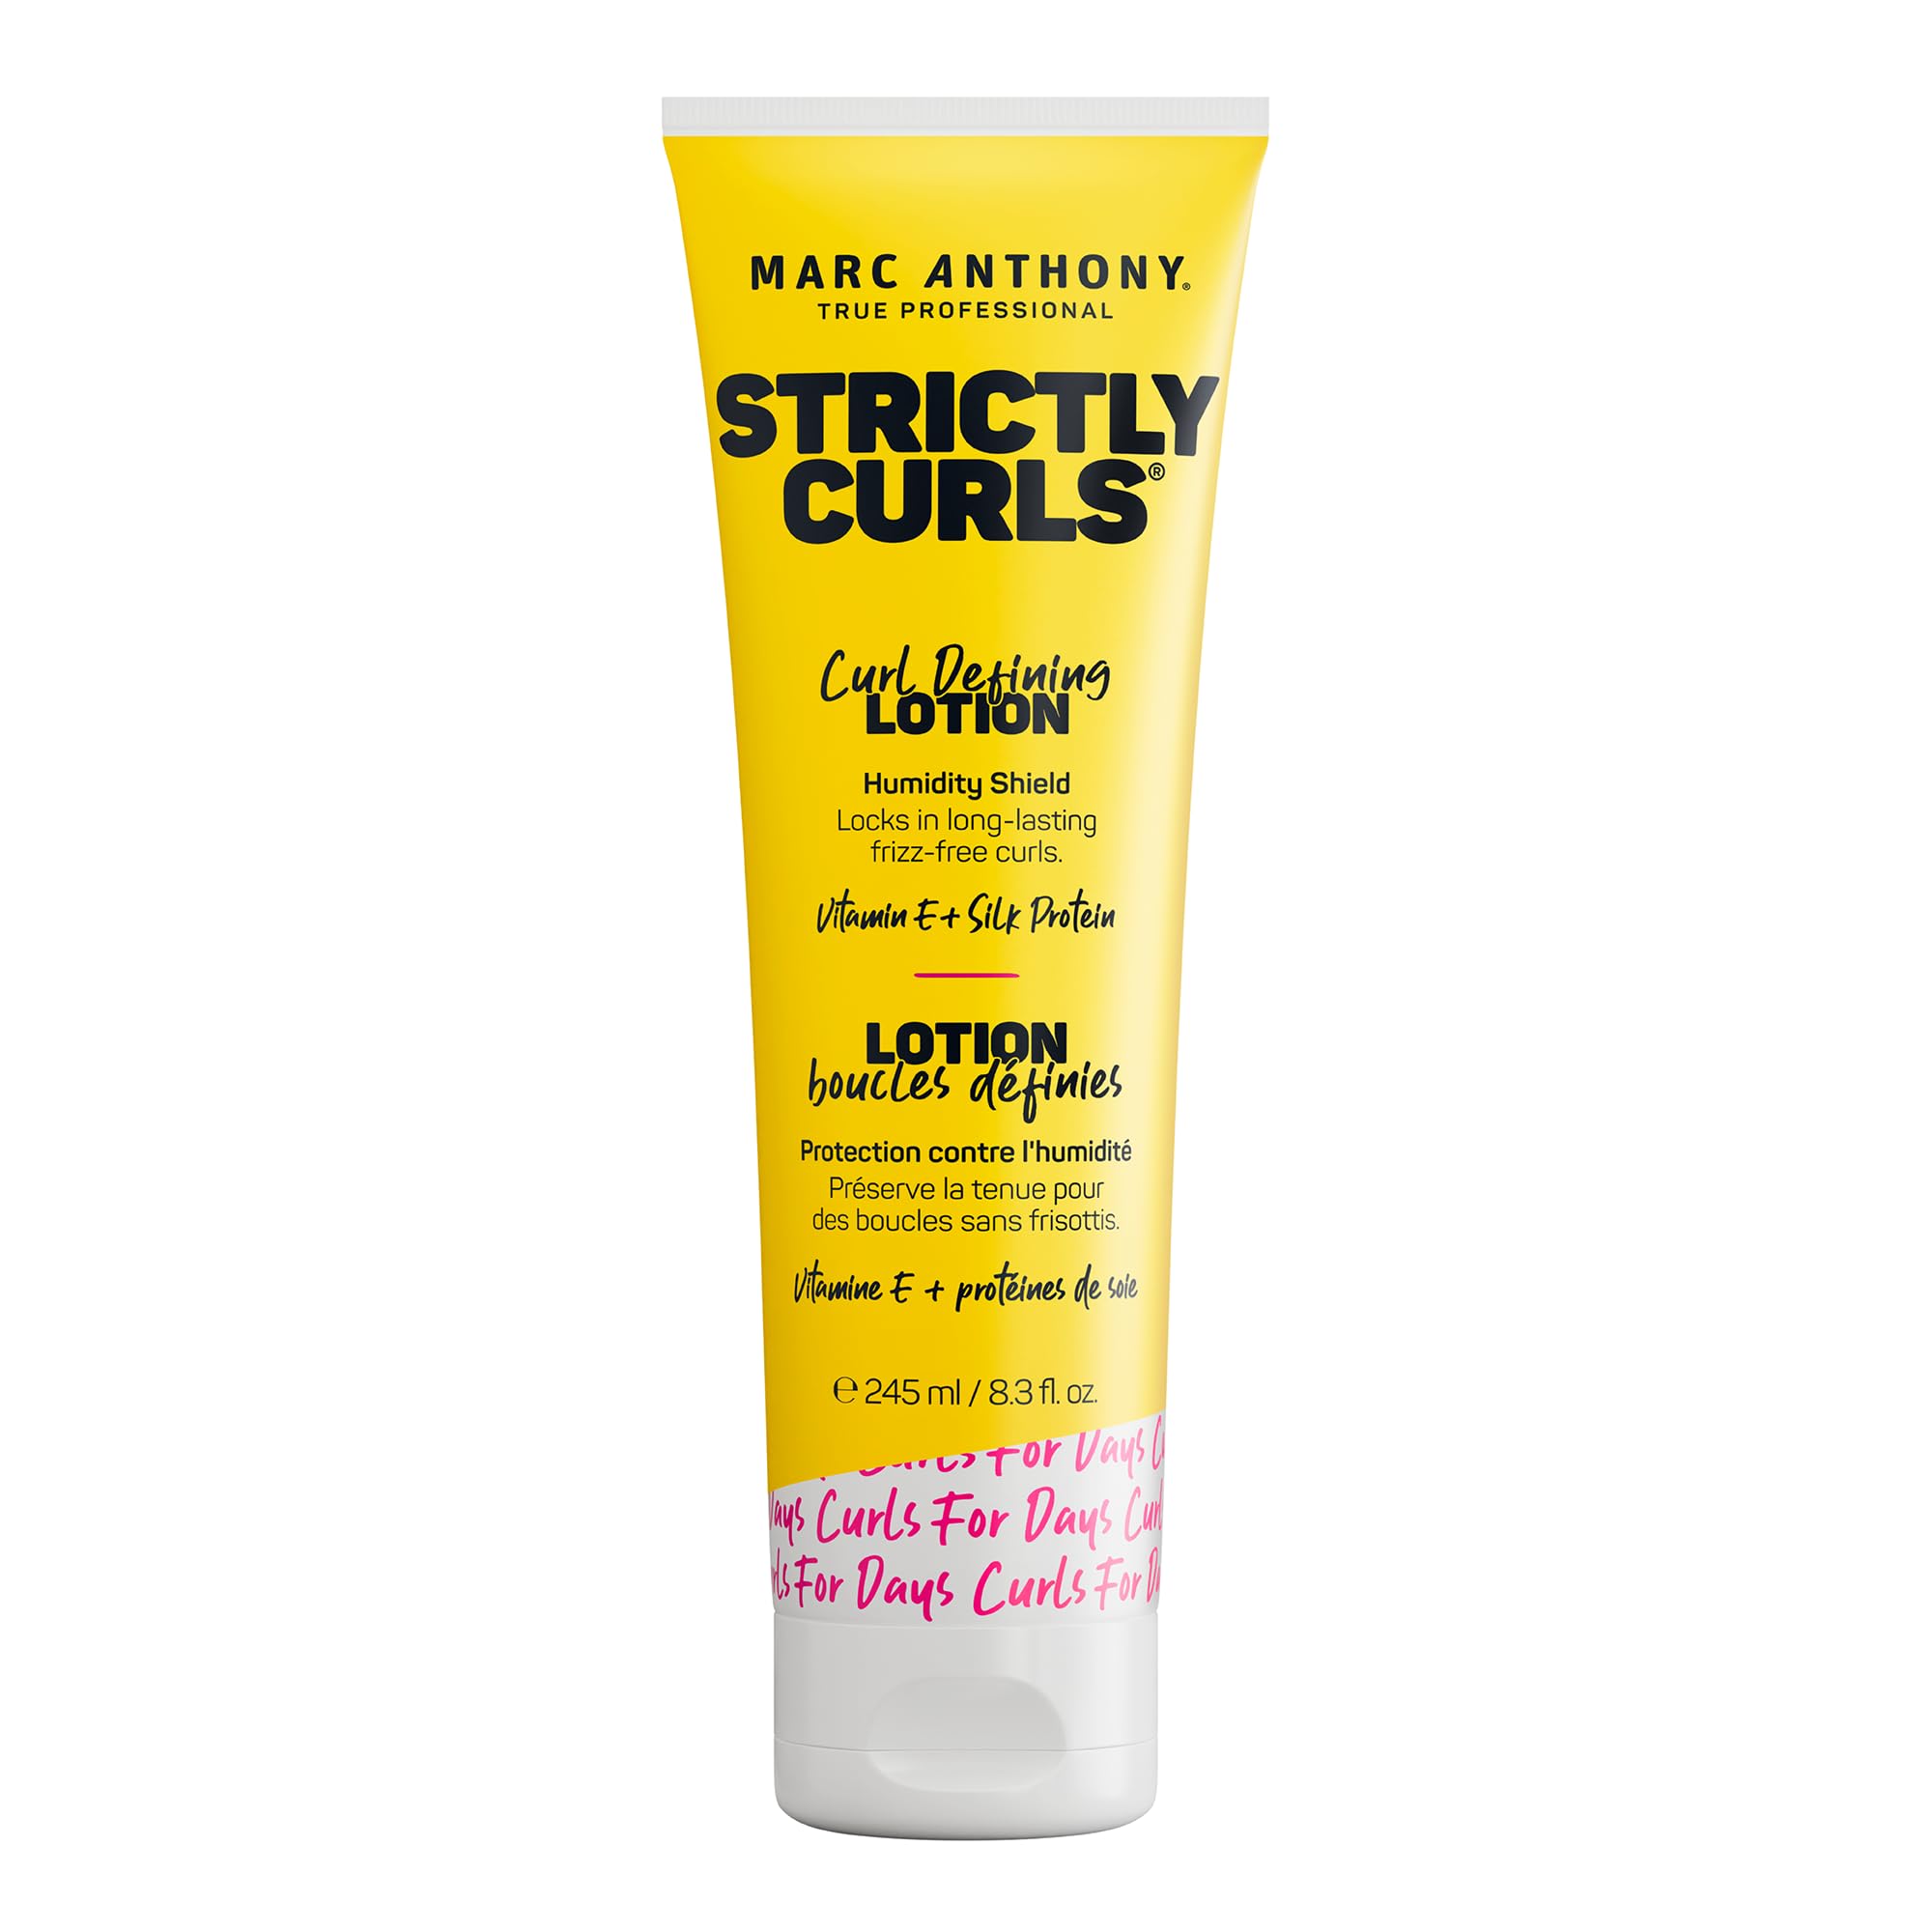 MARC ANTHONY®
TRUE PROFESSIONAL
STRICTLY
CURLS®
Curl Defining
LOTION
Humidity Shield
Locks in long-lasting
frizz-free curls.
Vitamin E + Silk Protein
LOTION
boucles définies
Protection contre l'humidité
Préserve la tenue pour
des boucles sans frisottis.
Vitamine E + protéines de soie
℮ 245 ml / 8.3 fl. oz.
Curls For Days
Curls For Days
For Days Curls For